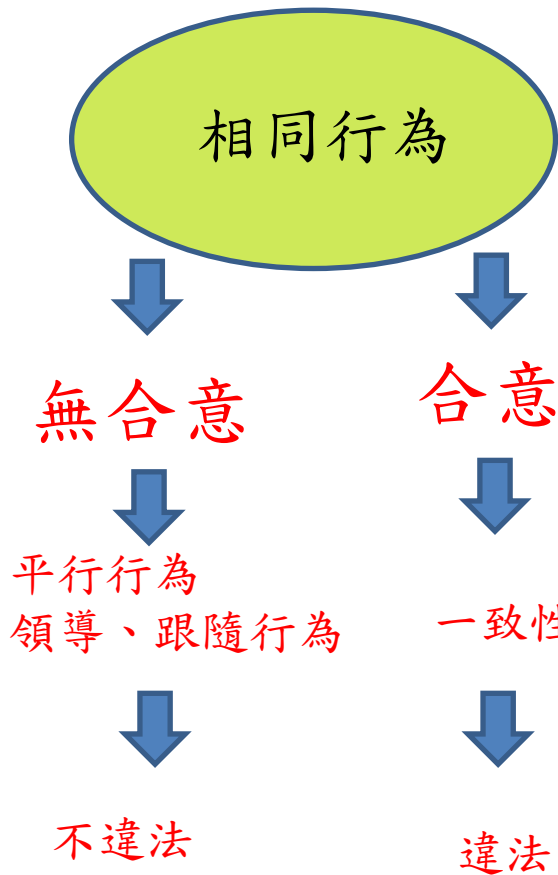 相同行為
無合意
合意
平行行為
領導、跟隨行為
一致性
不違法
違法